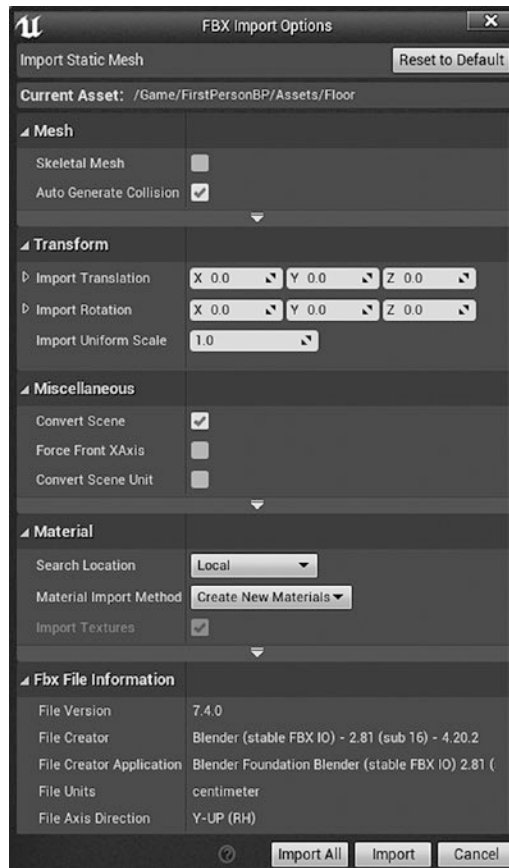 FBX Import Options
Import Static Mesh Reset to Default
Current Asset: /Game/FirstPersonBP/Assets/Floor
Mesh
Skeletal Mesh
Auto Generate Collision
Transform
Import Translation X 0.0 Y 0.0 Z 0.0
Import Rotation X 0.0 Y 0.0 Z 0.0
Import Uniform Scale 1.0
Miscellaneous
Convert Scene
Force Front XAxis
Convert Scene Unit
Material
Search Location Local
Material Import Method Create New Materials
Import Textures
Fbx File Information
File Version 7.4.0
File Creator Blender (stable FBX IO) - 2.81 (sub 16) - 4.20.2
File Creator Application Blender Foundation Blender (stable FBX IO) 2.81 (
File Units centimeter
File Axis Direction Y-UP (RH)
? Import All Import Cancel